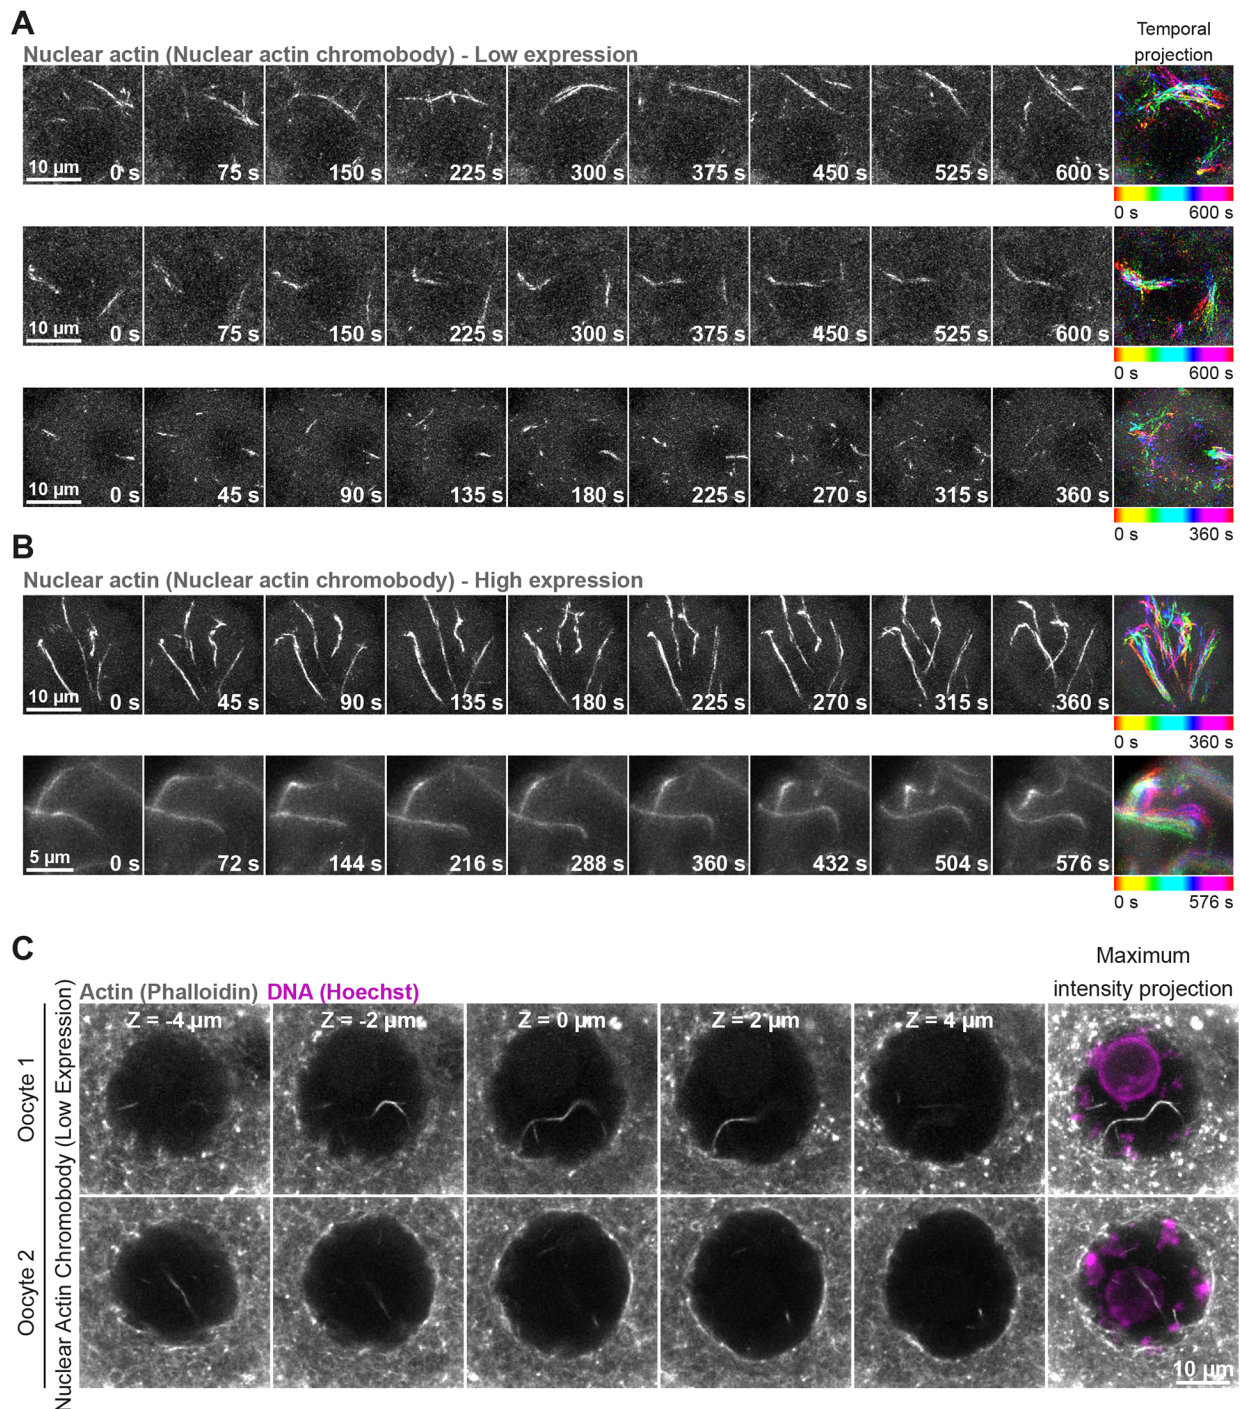 A
Nuclear actin (Nuclear actin chromobody) - Low expression
Temporal
projection
10 µm 0 s 75 s 150 s 225 s 300 s 375 s 450 s 525 s 600 s
0 s 600 s
10 µm 0 s 75 s 150 s 225 s 300 s 375 s 450 s 525 s 600 s
0 s 600 s
10 µm 0 s 45 s 90 s 135 s 180 s 225 s 270 s 315 s 360 s
0 s 360 s
B
Nuclear actin (Nuclear actin chromobody) - High expression
10 µm 0 s 45 s 90 s 135 s 180 s 225 s 270 s 315 s 360 s
0 s 360 s
5 µm 0 s 72 s 144 s 216 s 288 s 360 s 432 s 504 s 576 s
0 s 576 s
C
Maximum
intensity projection
Actin (Phalloidin) DNA (Hoechst)
Z = -4 µm Z = -2 µm Z = 0 µm Z = 2 µm Z = 4 µm
Nuclear Actin Chromobody (Low Expression)
Oocyte 1
Oocyte 2
10 µm